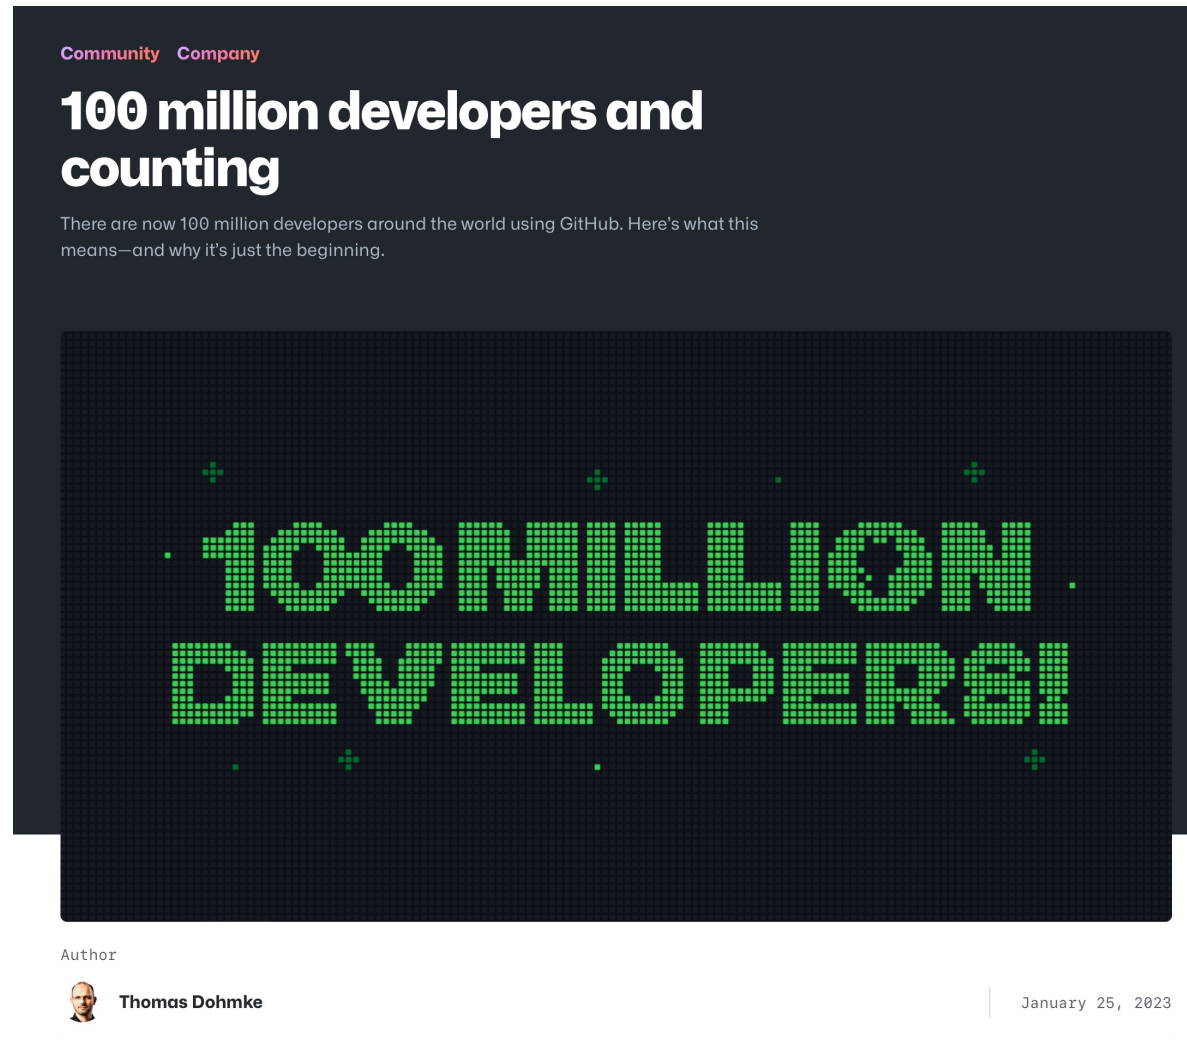 Community Company
100 million developers and
counting
There are now 100 million developers around the world using GitHub. Here’s what this
means—and why it’s just the beginning.
100 MILLION
DEVELOPERS!
Author
Thomas Dohmke
January 25, 2023